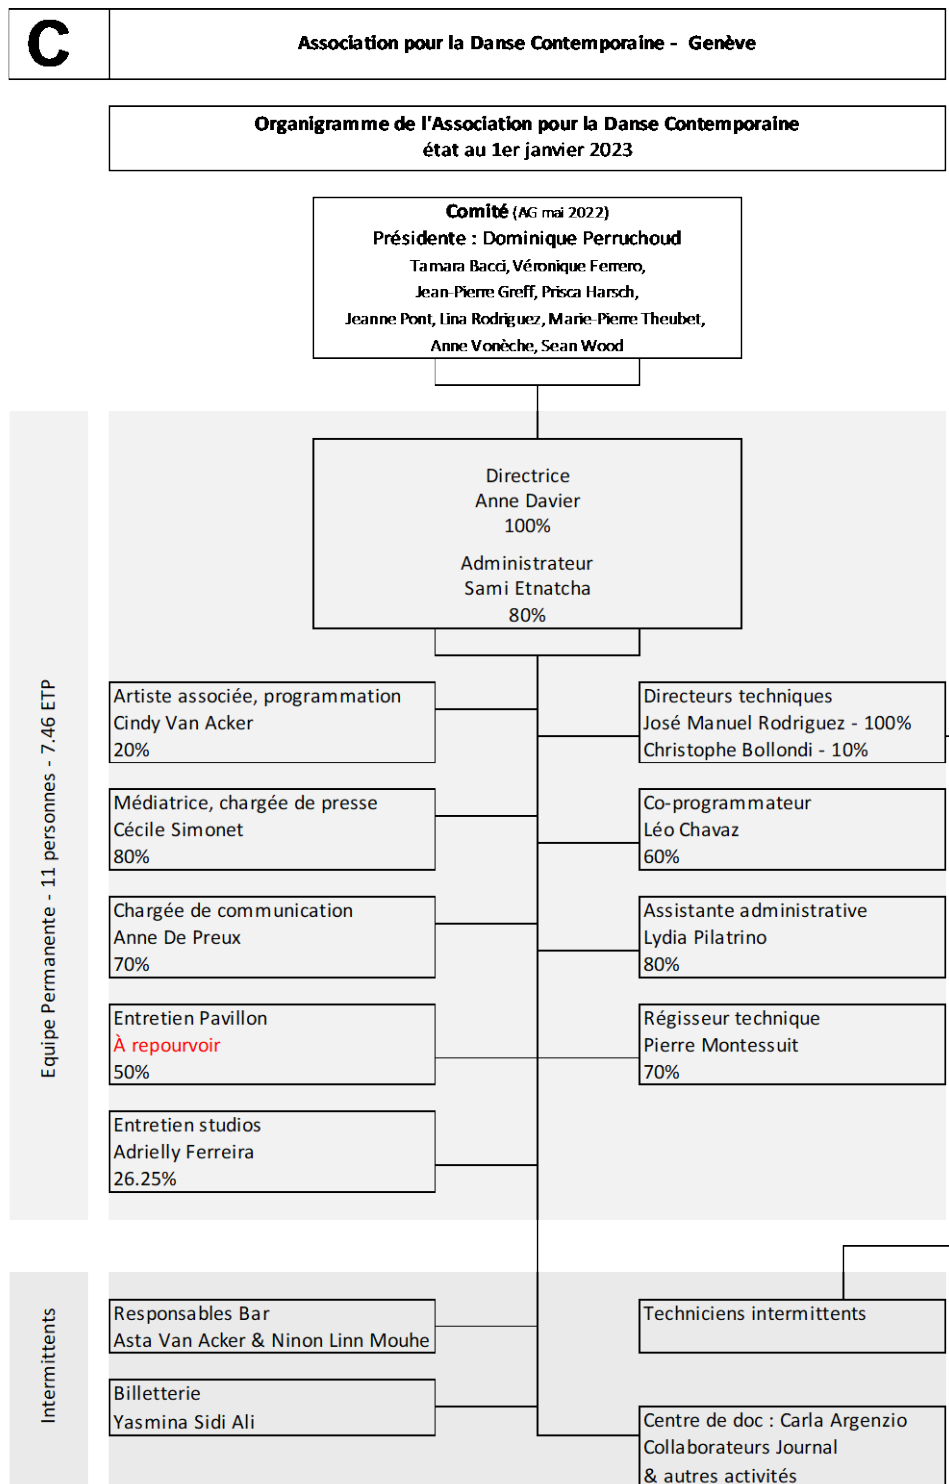 C
Association pour la Danse Contemporaine - Genève
Organigramme de l'Association pour la Danse Contemporaine
état au 1er janvier 2023
Comité (AG mai 2022)
Présidente : Dominique Perruchoud
Tamara Bacci, Véronique Ferrero,
Jean-Pierre Greff, Prisca Harsch,
Jeanne Pont, Lina Rodriguez, Marie-Pierre Theubet,
Anne Vonèche, Sean Wood
Equipe Permanente - 11 personnes - 7.46 ETP
Directrice
Anne Davier
100%
Administrateur
Sami Etnatcha
80%
Artiste associée, programmation
Cindy Van Acker
20%
Directeurs techniques
José Manuel Rodriguez - 100%
Christophe Bollondi - 10%
Médiatrice, chargée de presse
Cécile Simonet
80%
Co-programmateur
Léo Chavaz
60%
Chargée de communication
Anne De Preux
70%
Assistante administrative
Lydia Pilatrino
80%
Entretien Pavillon
À repourvoir
50%
Régisseur technique
Pierre Montessuit
70%
Entretien studios
Adrielly Ferreira
26.25%
Intermittents
Responsables Bar
Asta Van Acker & Ninon Linn Mouhe
Techniciens intermittents
Billetterie
Yasmina Sidi Ali
Centre de doc : Carla Argenzio
Collaborateurs Journal
& autres activités